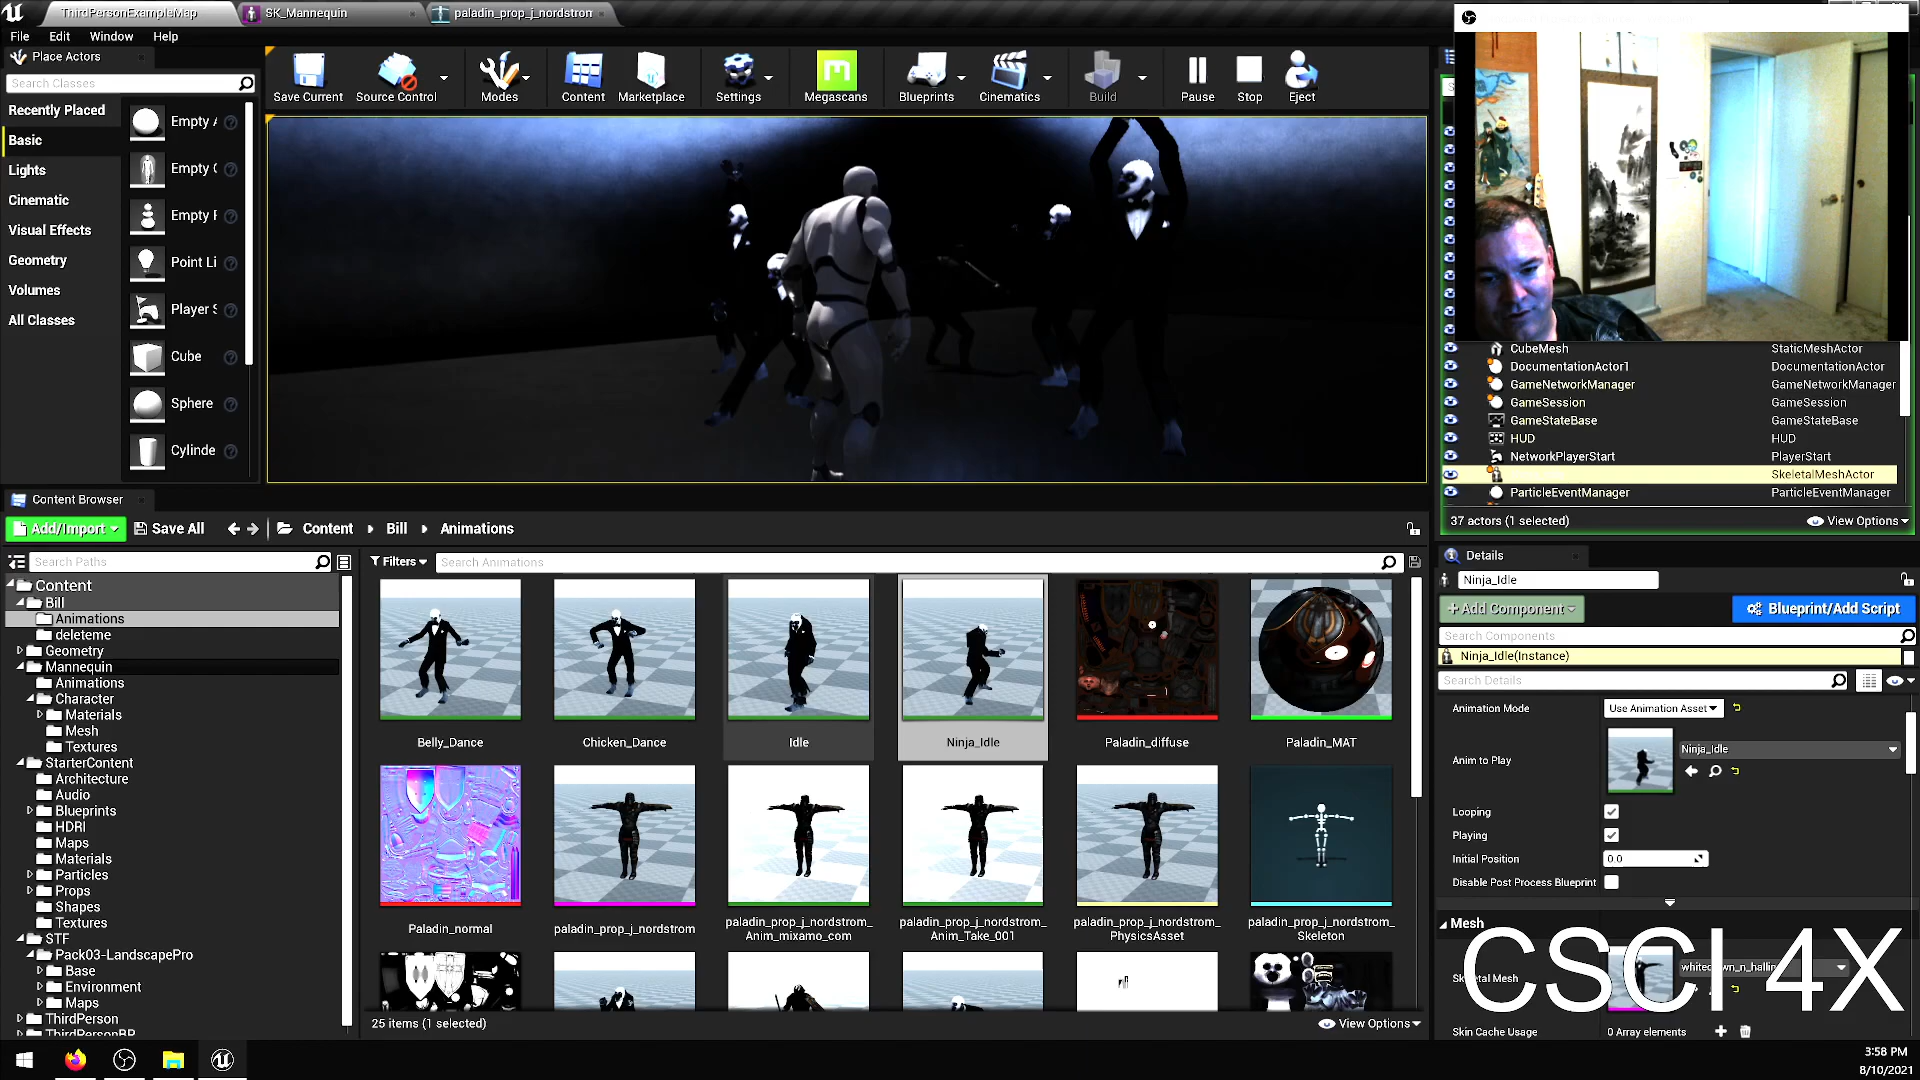 ThirdPersonExampleMap
SK_Mannequin
paladin_prop_j_nordstrom
File Edit Window Help
Place Actors
Search Classes
Recently Placed
Basic
Lights
Cinematic
Visual Effects
Geometry
Volumes
All Classes
Empty A
Empty C
Empty F
Point Li
Player S
Cube
Sphere
Cylinde
Save Current
Source Control
Modes
Content
Marketplace
Settings
Megascans
Blueprints
Cinematics
Build
Pause
Stop
Eject
CubeMesh StaticMeshActor
DocumentationActor1 DocumentationActor
GameNetworkManager GameNetworkManager
GameSession GameSession
GameStateBase GameStateBase
HUD HUD
NetworkPlayerStart PlayerStart
SkeletalMeshActor
ParticleEventManager ParticleEventManager
37 actors (1 selected) View Options
Content Browser
Add/Import Save All Content Bill Animations
Search Paths
Filters Search Animations
Content
Bill
Animations
deleteme
Geometry
Mannequin
Animations
Character
Materials
Mesh
Textures
StarterContent
Architecture
Audio
Blueprints
HDRI
Maps
Materials
Particles
Props
Shapes
Textures
STF
Pack03-LandscapePro
Base
Environment
Maps
ThirdPerson
ThirdPersonBP
Belly_Dance
Chicken_Dance
Idle
Ninja_Idle
Paladin_diffuse
Paladin_MAT
Paladin_normal
paladin_prop_j_nordstrom
paladin_prop_j_nordstrom_
Anim_mixamo_com
paladin_prop_j_nordstrom_
Anim_Take_001
paladin_prop_j_nordstrom_
PhysicsAsset
paladin_prop_j_nordstrom_
Skeleton
25 items (1 selected) View Options
Details
Ninja_Idle
Add Component Blueprint/Add Script
Search Components
Ninja_Idle(Instance)
Search Details
Animation Mode Use Animation Asset
Anim to Play Ninja_Idle
Looping
Playing
Initial Position 0.0
Disable Post Process Blueprint
Mesh
Skeletal Mesh
CSCI 4X
Skin Cache Usage 0 Array elements
3:58 PM
8/10/2021